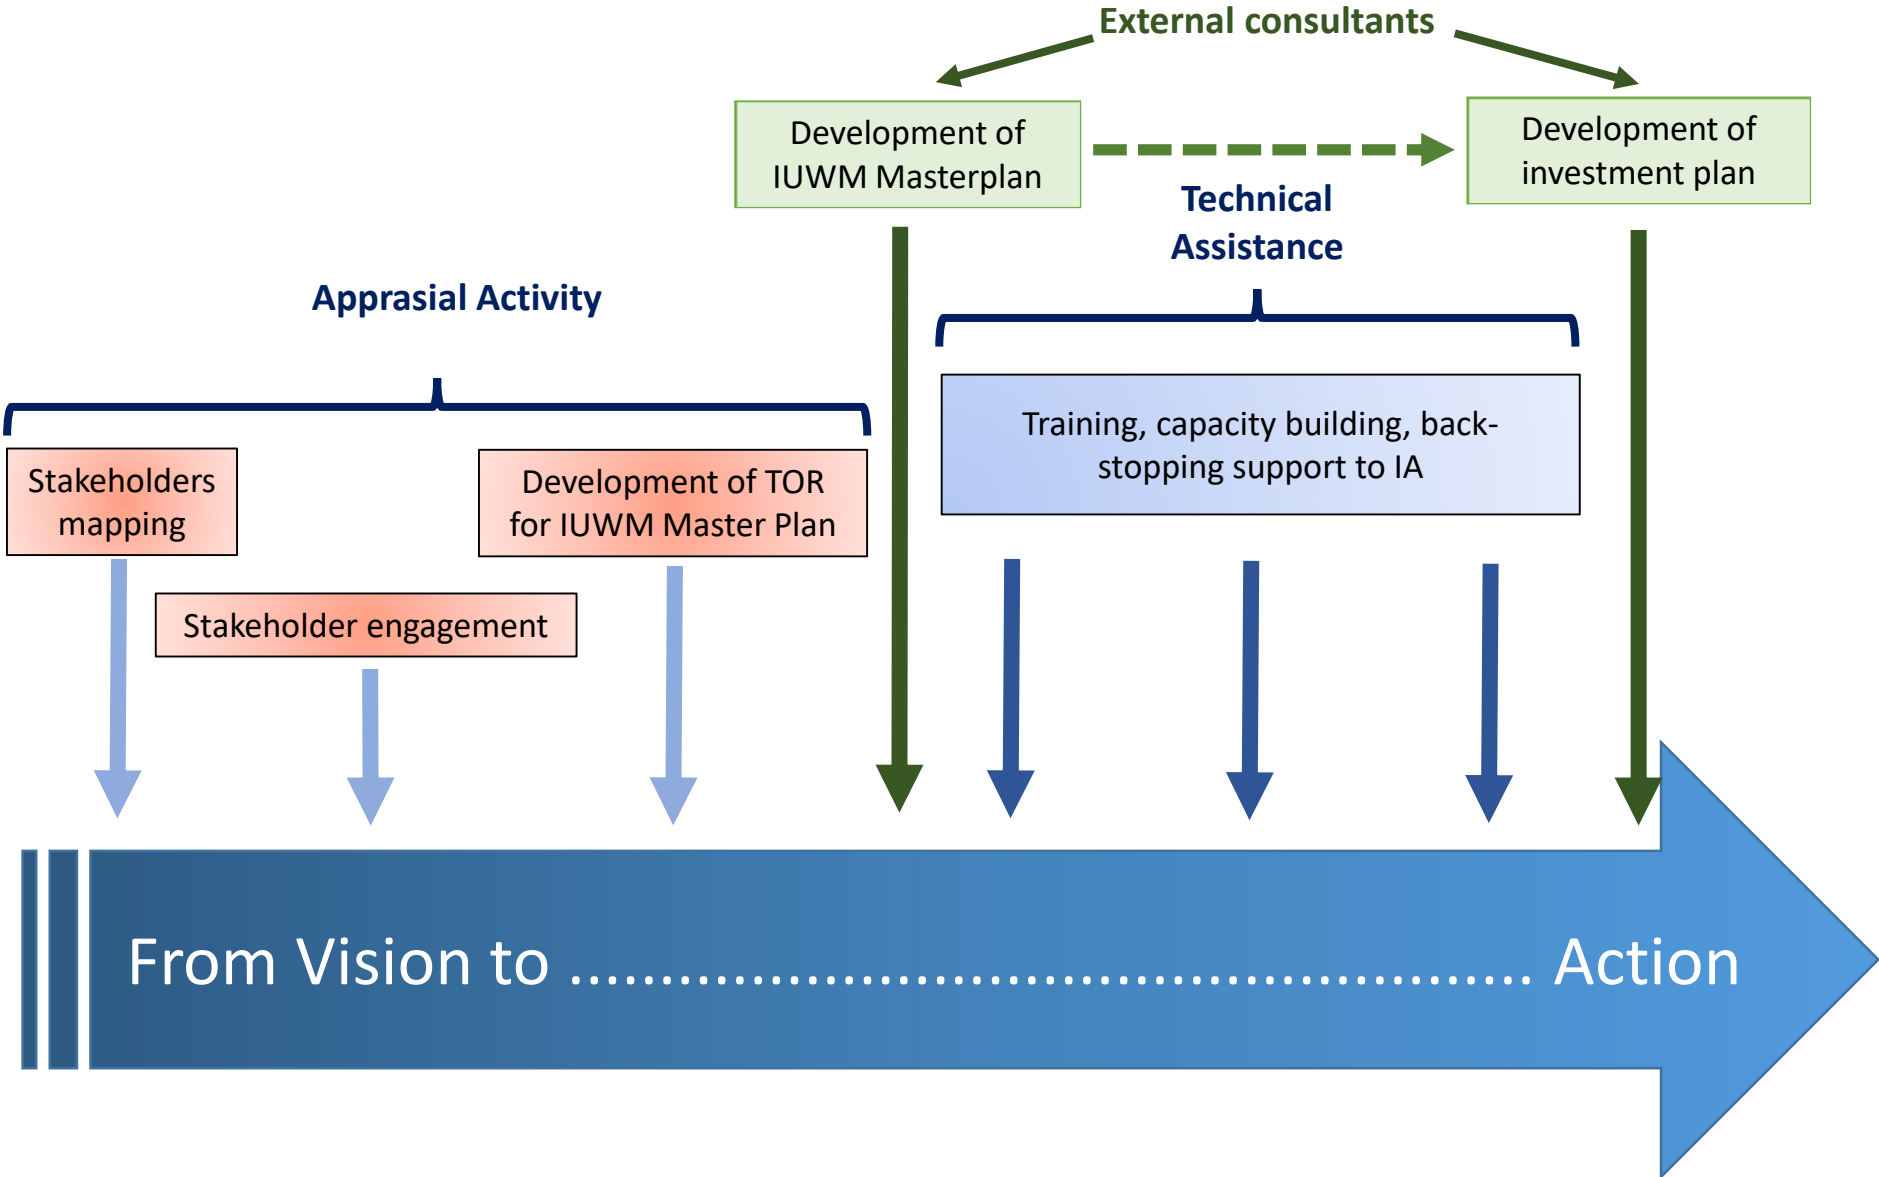 External consultants
Development of
IUWM Masterplan
Development of
investment plan
Technical
Assistance
Apprasial Activity
Stakeholders
mapping
Development of TOR
for IUWM Master Plan
Stakeholder engagement
Training, capacity building, back-
stopping support to IA
From Vision to ..................................................... Action